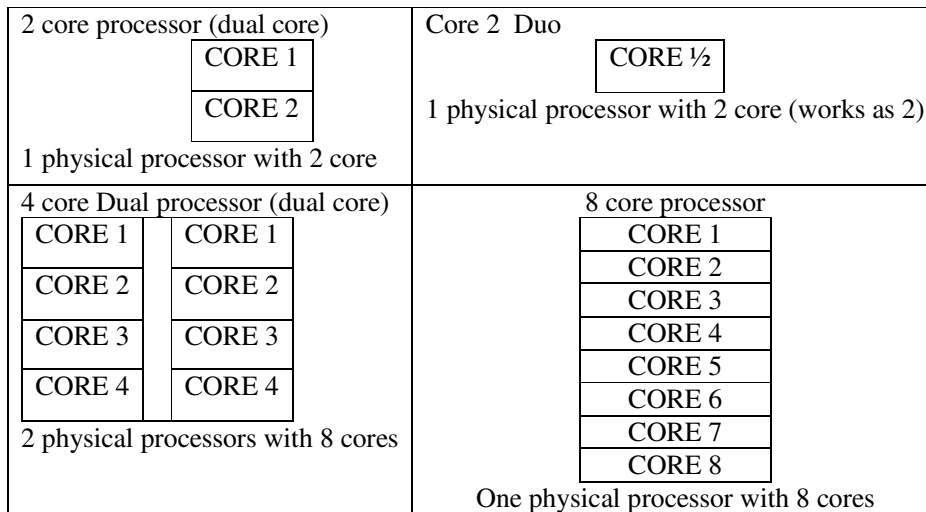 2 core processor (dual core)
CORE 1
CORE 2
1 physical processor with 2 core
Core 2  Duo
CORE ½
1 physical processor with 2 core (works as 2)
4 core Dual processor (dual core)
CORE 1 CORE 1
CORE 2 CORE 2
CORE 3 CORE 3
CORE 4 CORE 4
2 physical processors with 8 cores
8 core processor
CORE 1
CORE 2
CORE 3
CORE 4
CORE 5
CORE 6
CORE 7
CORE 8
One physical processor with 8 cores